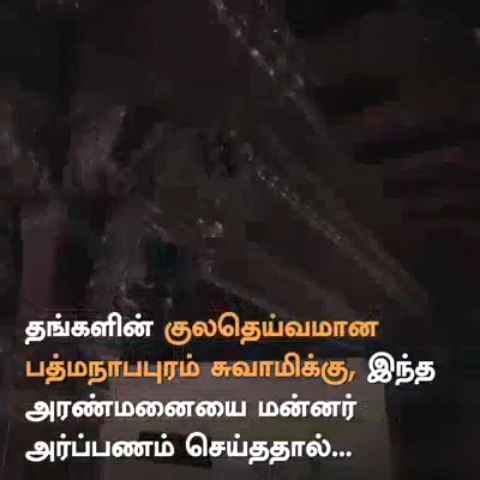 தங்களின் குலதெய்வமான
பத்மநாபபுரம் சுவாமிக்கு, இந்த
அரண்மனையை மன்னர்
அர்ப்பணம் செய்ததால்...